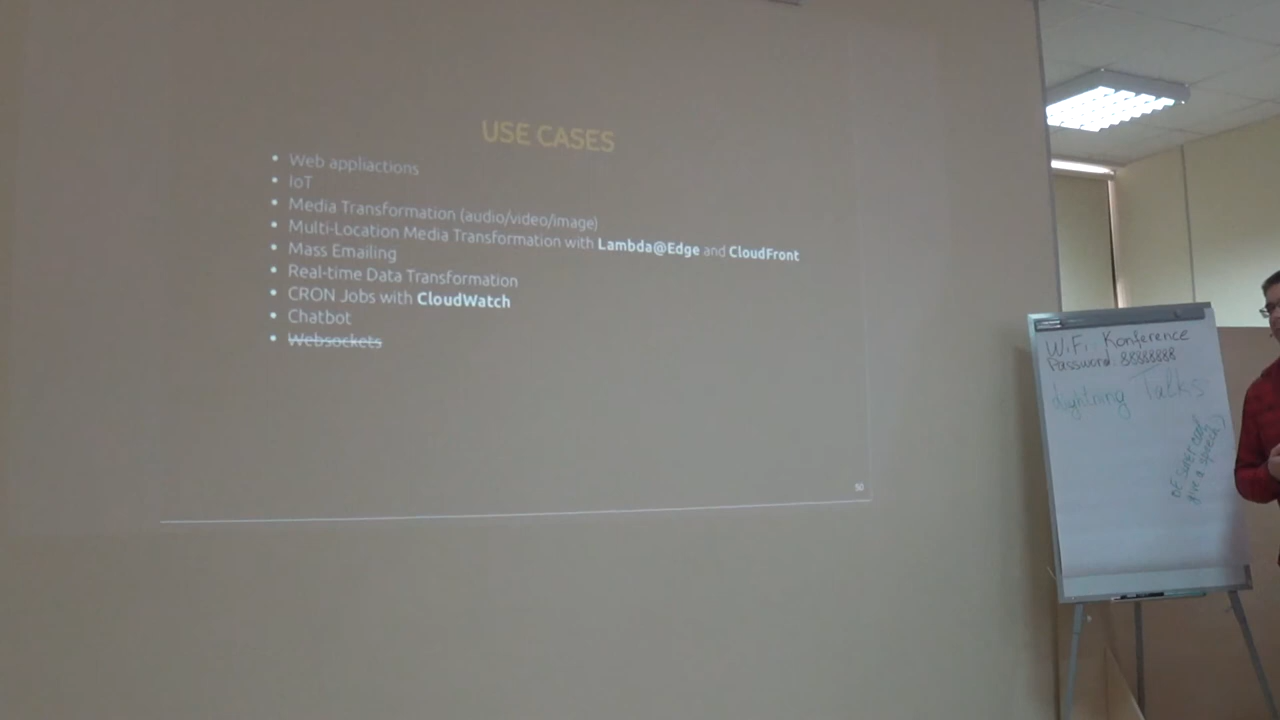 USE CASES
• Web appliactions
• IoT
• Media Transformation (audio/video/image)
• Multi-Location Media Transformation with Lambda@Edge and CloudFront
• Mass Emailing
• Real-time Data Transformation
• CRON Jobs with CloudWatch
• Chatbot
• Websockets
50
WiFi: Konference
Password: 88888888
Lightning Talks:
give a speech)